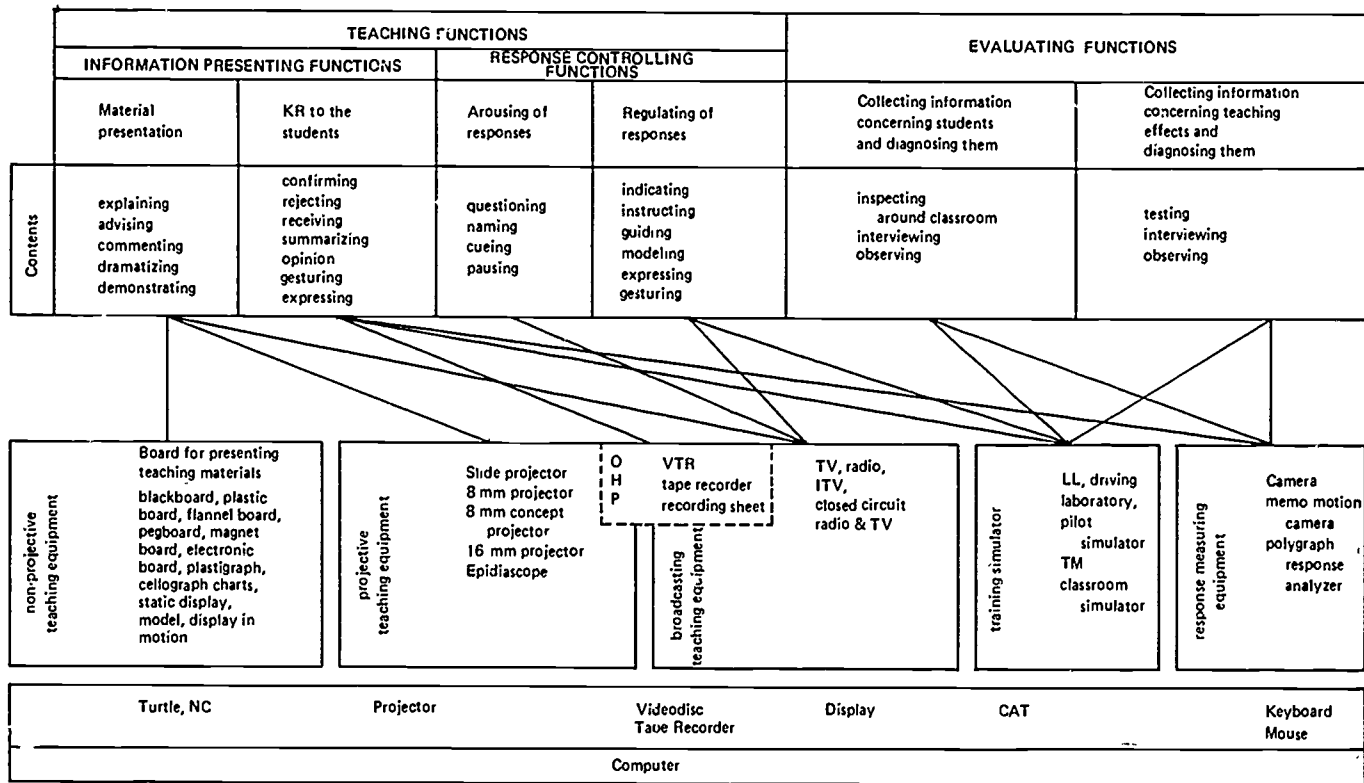 TEACHING FUNCTIONS
EVALUATING FUNCTIONS
INFORMATION PRESENTING FUNCTIONS
RESPONSE CONTROLLING
FUNCTIONS
Material
presentation
KR to the
students
Arousing of
responses
Regulating of
responses
Collecting information
concerning students
and diagnosing them
Collecting information
concerning teaching
effects and
diagnosing them
Contents
explaining
advising
commenting
dramatizing
demonstrating
confirming
rejecting
receiving
summarizing
opinion
gesturing
expressing
questioning
naming
cueing
pausing
indicating
instructing
guiding
modeling
expressing
gesturing
inspecting
around classroom
interviewing
observing
testing
interviewing
observing
non-projective
teaching equipment
Board for presenting
teaching materials
blackboard, plastic
board, flannel board,
pegboard, magnet
board, electronic
board, plastigraph,
cellograph charts,
static display,
model, display in
motion
projective
teaching equipment
Slide projector
8 mm projector
8 mm concept
projector
16 mm projector
Epidiascope
O
H
P
VTR
tape recorder
recording sheet
broadcasting
teaching equipment
TV, radio,
ITV,
closed circuit
radio & TV
training simulator
LL, driving
laboratory,
pilot
simulator
TM
classroom
simulator
response measuring
equipment
Camera
memo motion
camera
polygraph
response
analyzer
Turtle, NC
Projector
Videodisc
Tape Recorder
Display
CAT
Keyboard
Mouse
Computer